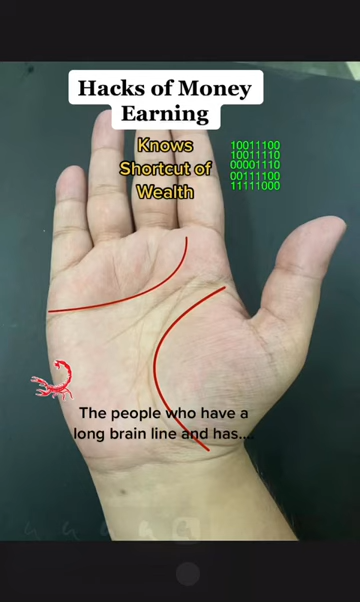 Hacks of Money
Earning
Knows
Shortcut of
Wealth
10011100
10011110
00001110
00111100
11111000
The people who have a
long brain line and has....